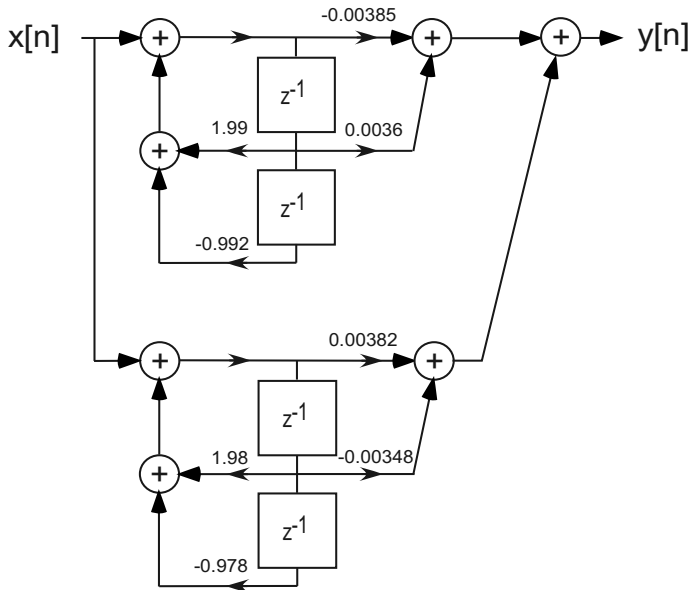 -0.00385
x[n] + + + y[n]
z-1
1.99 0.0036
+
z-1
-0.992
0.00382
+ +
z-1
1.98 -0.00348
+
z-1
-0.978